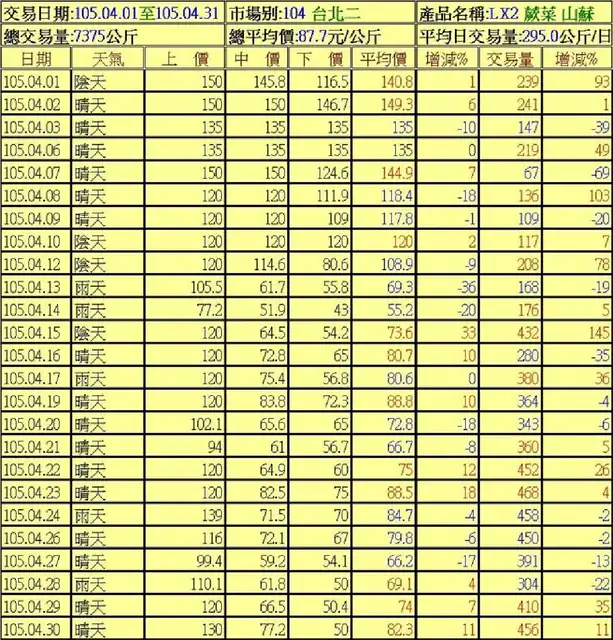 交易日期:105.04.01至105.04.31 市場別:104 台北二 產品名稱:LX2 蕨菜 山蘇
總交易量:7375公斤 總平均價:87.7元/公斤 平均日交易量:295.0公斤/日
日期 天氣 上 價 中 價 下 價 平均價 增減% 交易量 增減%
105.04.01 陰天 150 145.8 116.5 140.8 1 239 93
105.04.02 晴天 150 150 146.7 149.3 6 241 1
105.04.03 晴天 135 135 135 135 -10 147 -39
105.04.06 晴天 135 135 135 135 0 219 49
105.04.07 晴天 150 150 124.6 144.9 7 67 -69
105.04.08 晴天 120 120 111.9 118.4 -18 136 103
105.04.09 晴天 120 120 109 117.8 -1 109 -20
105.04.10 陰天 120 120 120 120 2 117 7
105.04.12 陰天 120 114.6 80.6 108.9 -9 208 78
105.04.13 雨天 105.5 61.7 55.8 69.3 -36 168 -19
105.04.14 雨天 77.2 51.9 43 55.2 -20 176 5
105.04.15 陰天 120 64.5 54.2 73.6 33 432 145
105.04.16 晴天 120 72.8 65 80.7 10 280 -35
105.04.17 雨天 120 75.4 56.8 80.6 0 380 36
105.04.19 晴天 120 83.8 72.3 88.8 10 364 -4
105.04.20 晴天 102.1 65.6 65 72.8 -18 343 -6
105.04.21 晴天 94 61 56.7 66.7 -8 360 5
105.04.22 晴天 120 64.9 60 75 12 452 26
105.04.23 晴天 120 82.5 75 88.5 18 468 4
105.04.24 雨天 139 71.5 70 84.7 -4 458 -2
105.04.26 晴天 116 72.1 67 79.8 -6 450 -2
105.04.27 晴天 99.4 59.2 54.1 66.2 -17 391 -13
105.04.28 雨天 110.1 61.8 50 69.1 4 304 -22
105.04.29 晴天 120 66.5 50.4 74 7 410 35
105.04.30 晴天 130 77.2 50 82.3 11 456 11